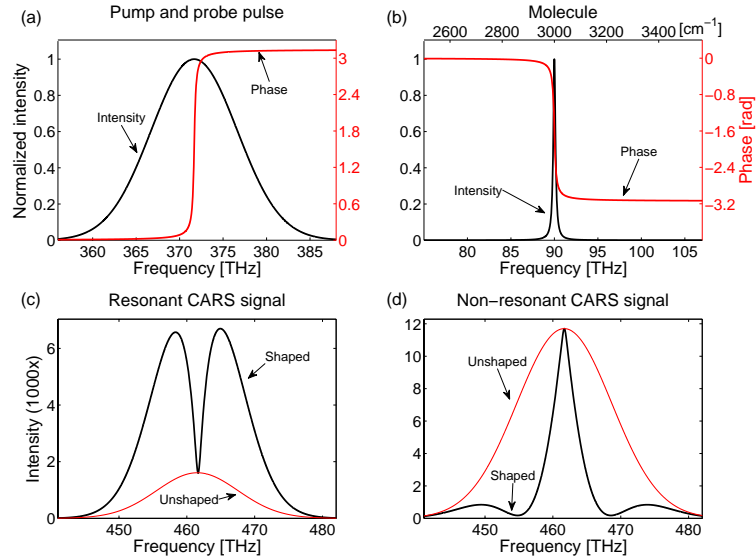 (a) Pump and probe pulse
Normalized intensity
1
0.8
0.6
0.4
0.2
0
3
2.4
1.8
1.2
0.6
0
Intensity
Phase
360 365 370 375 380 385
Frequency [THz]
(b) Molecule
2600 2800 3000 3200 3400 [cm⁻¹]
1
0.8
0.6
0.4
0.2
0
0
−0.8
−1.6
−2.4
−3.2
Phase [rad]
Intensity
Phase
80 85 90 95 100 105
Frequency [THz]
(c) Resonant CARS signal
Intensity (1000x)
6
4
2
0
Shaped
Unshaped
450 460 470 480
Frequency [THz]
(d) Non−resonant CARS signal
12
10
8
6
4
2
0
Unshaped
Shaped
450 460 470 480
Frequency [THz]